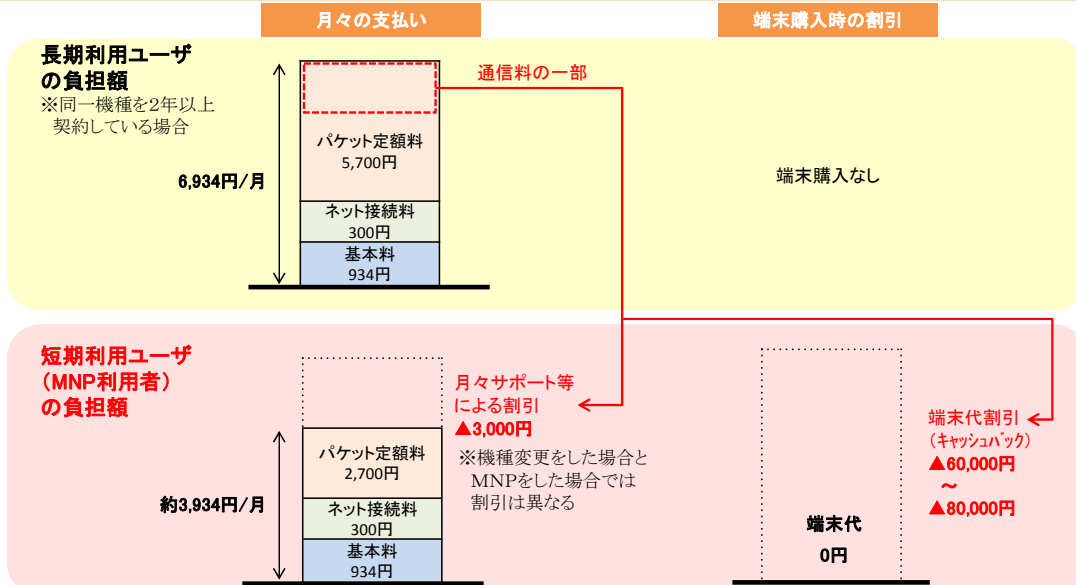 月々の支払い
端末購入時の割引
長期利用ユーザ
の負担額
※同一機種を2年以上
契約している場合
6,934円/月
通信料の一部
パケット定額料
5,700円
ネット接続料
300円
基本料
934円
端末購入なし
短期利用ユーザ
(MNP利用者)
の負担額
約3,934円/月
パケット定額料
2,700円
ネット接続料
300円
基本料
934円
月々サポート等
による割引
▲3,000円
※機種変更をした場合と
MNPをした場合では
割引は異なる
端末代
0円
端末代割引
(キャッシュバック)
▲60,000円
~
▲80,000円